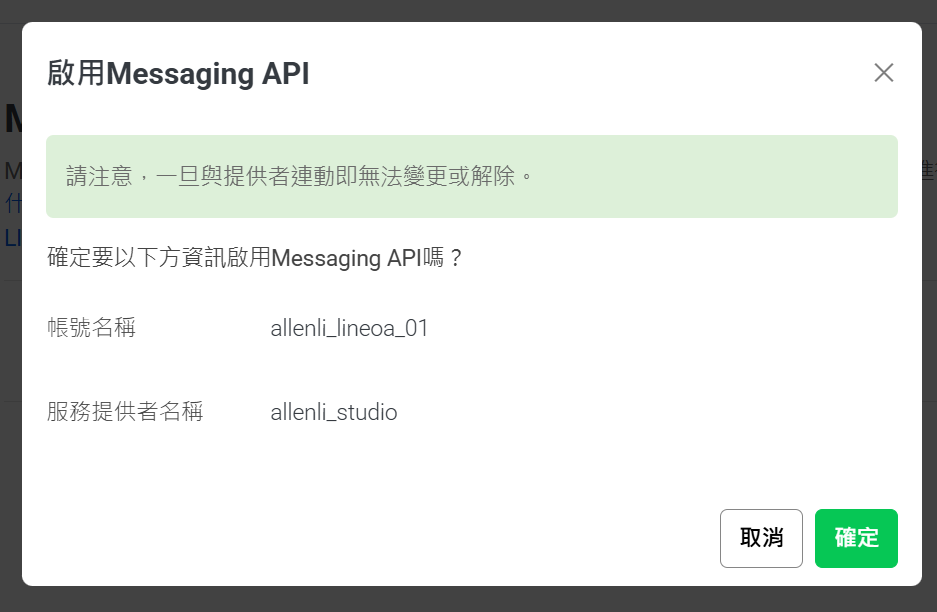 啟用Messaging API
請注意，一旦與提供者連動即無法變更或解除。
確定要以下方資訊啟用Messaging API嗎？
帳號名稱 allenli_lineoa_01
服務提供者名稱 allenli_studio
取消 確定